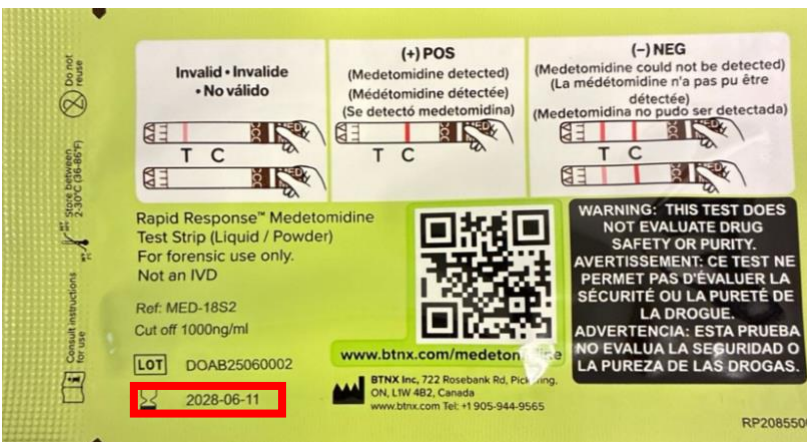 Do not
reuse
Store between
2-30°C (36-86°F)
Consult instructions
for use
Invalid • Invalide
• No válido
T C
(+) POS
(Medetomidine detected)
(Médétomidine détectée)
(Se detectó medetomidina)
T C
(-) NEG
(Medetomidine could not be detected)
(La médétomidine n'a pas pu être
détectée)
(Medetomidina no pudo ser detectada)
T C
Rapid Response™ Medetomidine
Test Strip (Liquid / Powder)
For forensic use only.
Not an IVD
Ref: MED-18S2
Cut off 1000ng/ml
LOT DOAB25060002
2028-06-11
www.btnx.com/medetomidine
BTNX Inc, 722 Rosebank Rd, Pickering,
ON, L1W 4B2, Canada
www.btnx.com Tel: +1 905-944-9565
WARNING: THIS TEST DOES
NOT EVALUATE DRUG
SAFETY OR PURITY.
AVERTISSEMENT: CE TEST NE
PERMET PAS D'ÉVALUER LA
SÉCURITÉ OU LA PURETÉ DE
LA DROGUE.
ADVERTENCIA: ESTA PRUEBA
NO EVALUA LA SEGURIDAD O
LA PUREZA DE LAS DROGAS.
RP208550